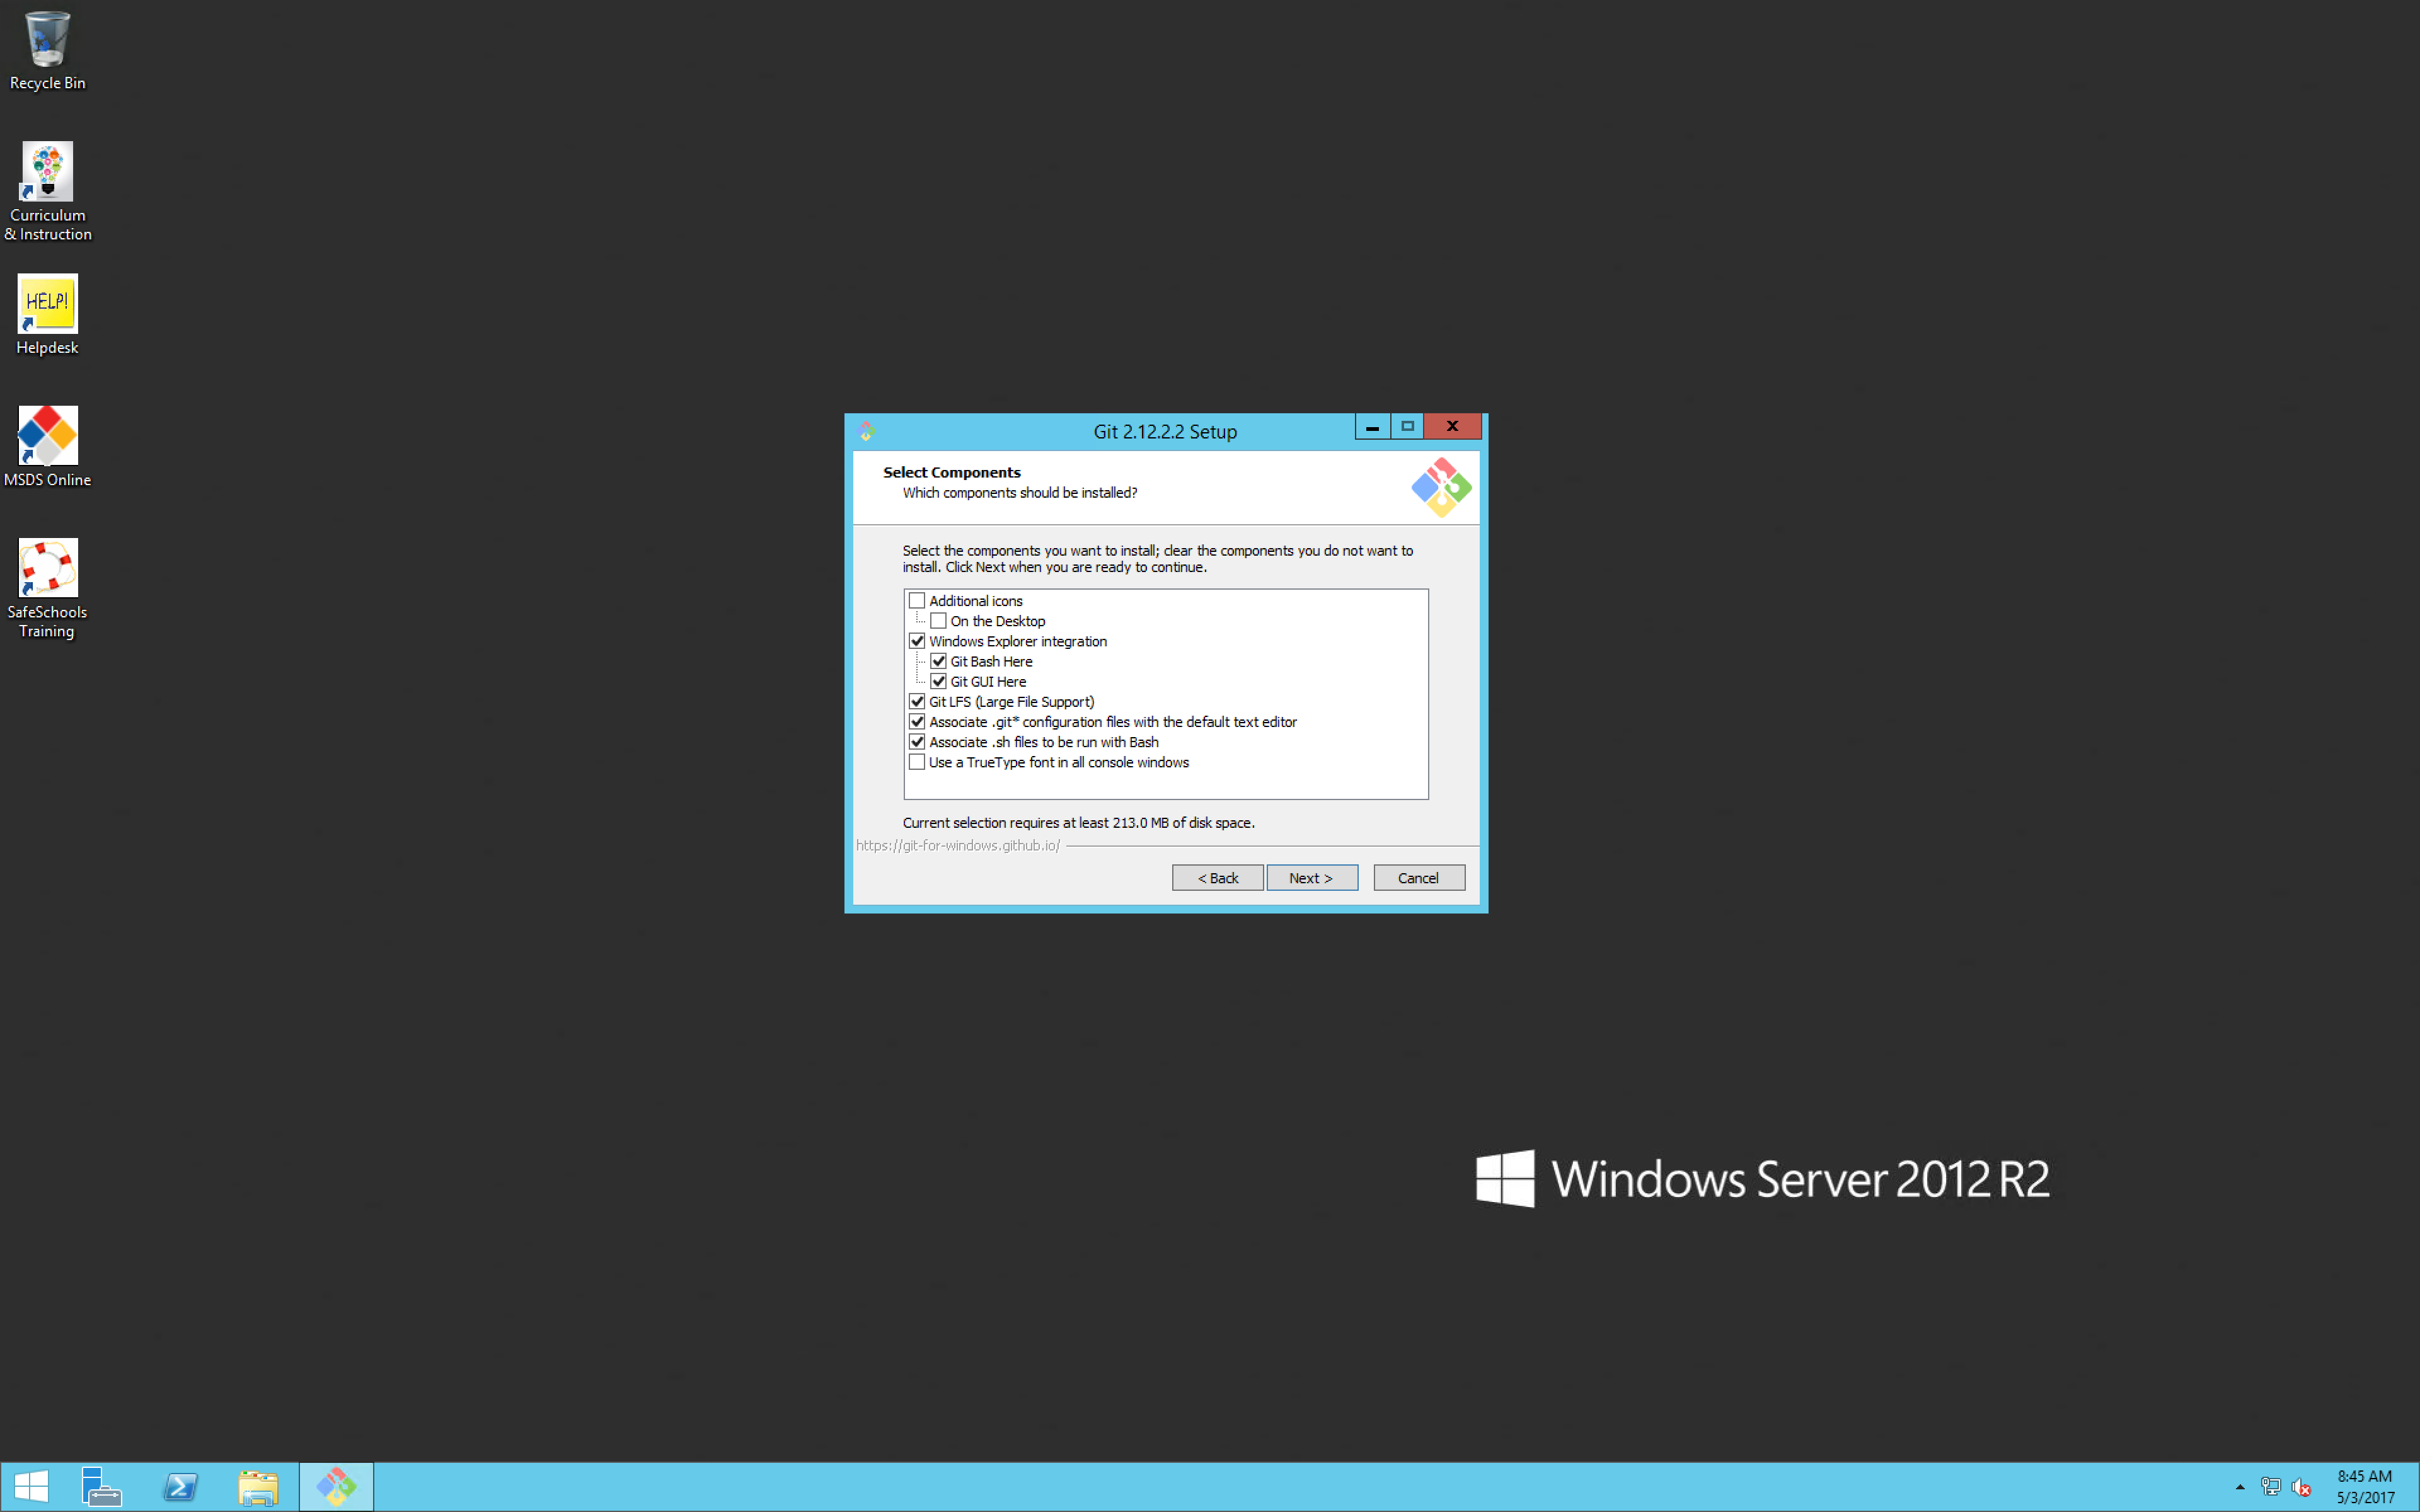 Recycle Bin
Curriculum
& Instruction
HELP!
Helpdesk
MSDS Online
SafeSchools
Training
Git 2.12.2.2 Setup
Select Components
Which components should be installed?
Select the components you want to install; clear the components you do not want to
install. Click Next when you are ready to continue.
Additional icons
On the Desktop
Windows Explorer integration
Git Bash Here
Git GUI Here
Git LFS (Large File Support)
Associate .git* configuration files with the default text editor
Associate .sh files to be run with Bash
Use a TrueType font in all console windows
Current selection requires at least 213.0 MB of disk space.
https://git-for-windows.github.io/
< Back
Next >
Cancel
Windows Server 2012 R2
8:45 AM
5/3/2017